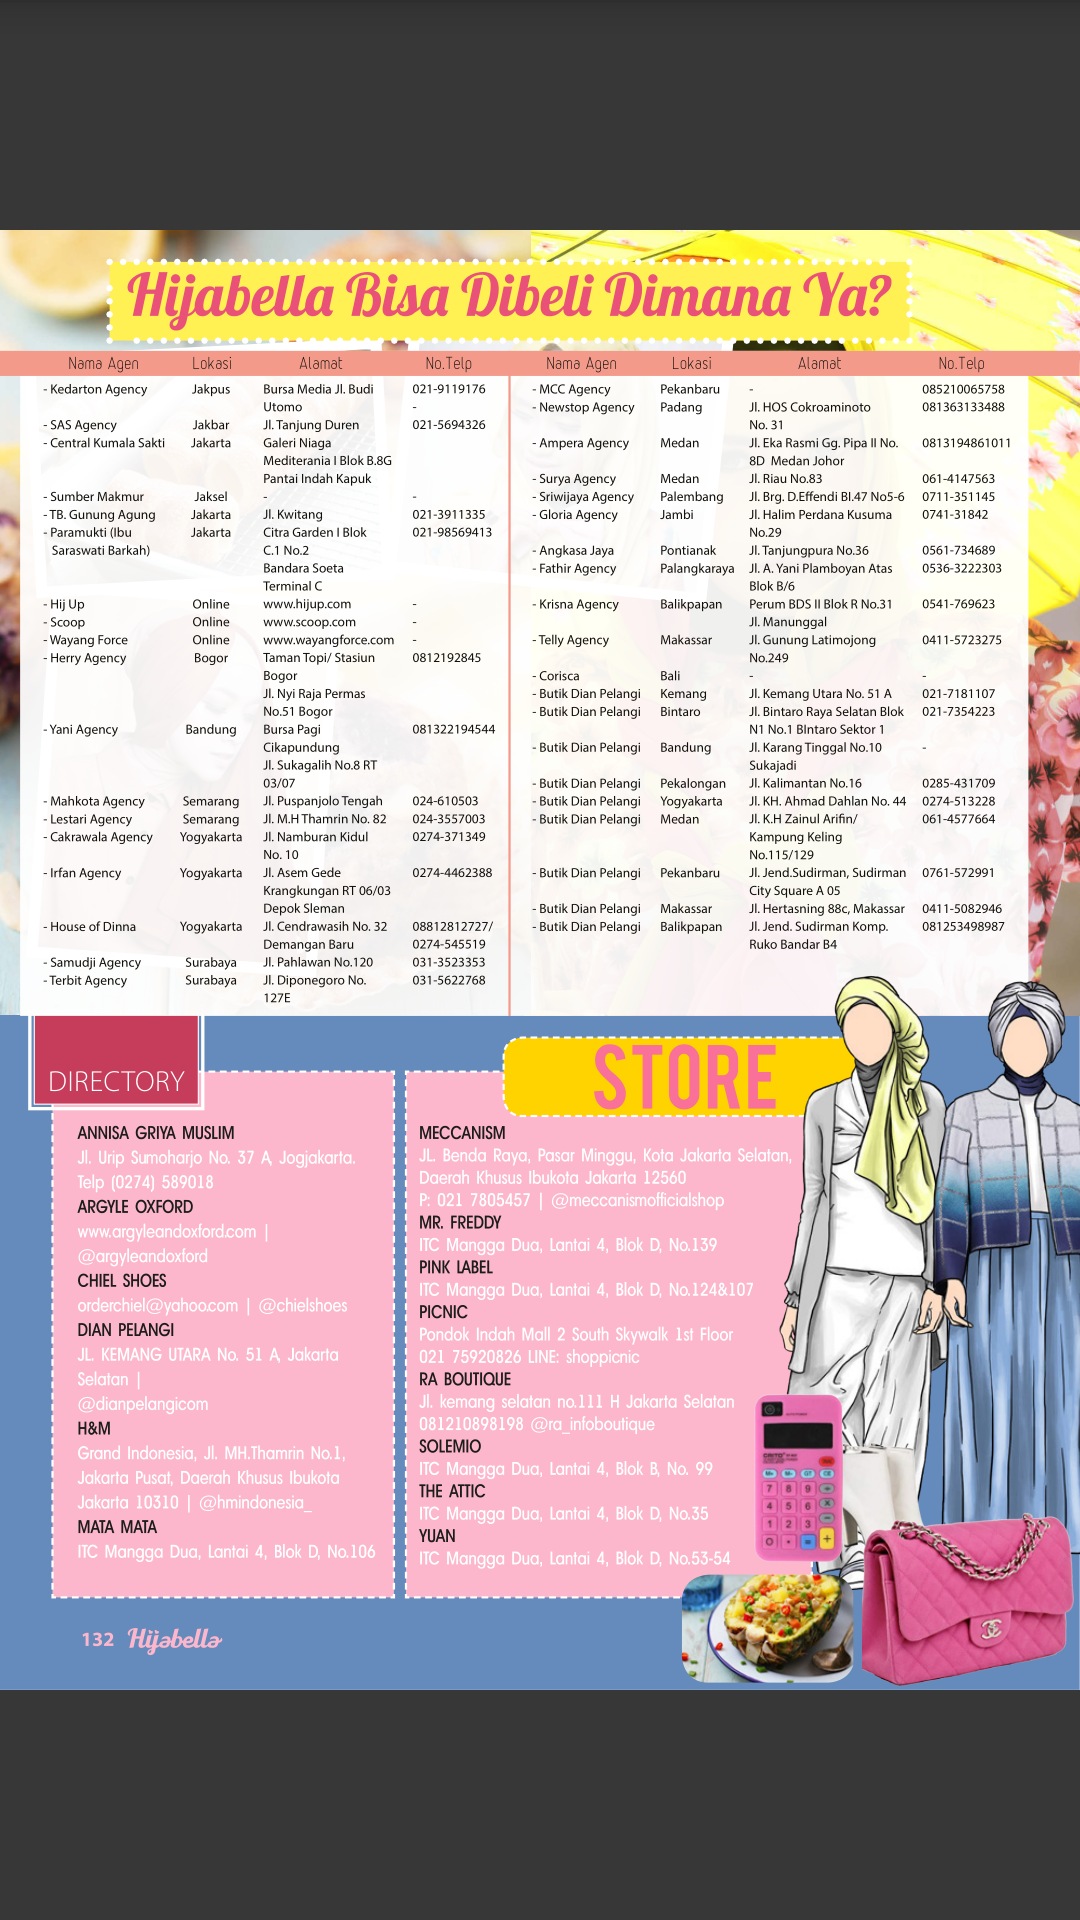 Hijabella Bisa Dibeli Dimana Ya?
Nama Agen Lokasi Alamat No.Telp
- Kedarton Agency Jakpus Bursa Media Jl. Budi 021-9119176
Utomo -
- SAS Agency Jakbar Jl. Tanjung Duren 021-5694326
- Central Kumala Sakti Jakarta Galeri Niaga
Mediterania I Blok B.8G
Pantai Indah Kapuk
- Sumber Makmur Jaksel - -
- TB. Gunung Agung Jakarta Jl. Kwitang 021-3911335
- Paramukti (Ibu Jakarta Citra Garden I Blok 021-98569413
Saraswati Barkah) C.1 No.2
Bandara Soeta
Terminal C
- Hij Up Online www.hijup.com -
- Scoop Online www.scoop.com -
- Wayang Force Online www.wayangforce.com -
- Herry Agency Bogor Taman Topi/ Stasiun 0812192845
Bogor
Jl. Nyi Raja Permas
No.51 Bogor
- Yani Agency Bandung Bursa Pagi 081322194544
Cikapundung
Jl. Sukagalih No.8 RT
03/07
- Mahkota Agency Semarang Jl. Puspanjolo Tengah 024-610503
- Lestari Agency Semarang Jl. M.H Thamrin No. 82 024-3557003
- Cakrawala Agency Yogyakarta Jl. Namburan Kidul 0274-371349
No. 10
- Irfan Agency Yogyakarta Jl. Asem Gede 0274-4462388
Krangkungan RT 06/03
Depok Sleman
- House of Dinna Yogyakarta Jl. Cendrawasih No. 32 08812812727/
Demangan Baru 0274-545519
- Samudji Agency Surabaya Jl. Pahlawan No.120 031-3523353
- Terbit Agency Surabaya Jl. Diponegoro No. 031-5622768
127E
Nama Agen Lokasi Alamat No.Telp
- MCC Agency Pekanbaru - 085210065758
- Newstop Agency Padang Jl. HOS Cokroaminoto 081363133488
No. 31
- Ampera Agency Medan Jl. Eka Rasmi Gg. Pipa II No. 0813194861011
8D Medan Johor
- Surya Agency Medan Jl. Riau No.83 061-4147563
- Sriwijaya Agency Palembang Jl. Brg. D.Effendi Bl.47 No5-6 0711-351145
- Gloria Agency Jambi Jl. Halim Perdana Kusuma 0741-31842
No.29
- Angkasa Jaya Pontianak Jl. Tanjungpura No.36 0561-734689
- Fathir Agency Palangkaraya Jl. A. Yani Plamboyan Atas 0536-3222303
Blok B/6
- Krisna Agency Balikpapan Perum BDS II Blok R No.31 0541-769623
Jl. Manunggal
- Telly Agency Makassar Jl. Gunung Latimojong 0411-5723275
No.249
- Corisca Bali - -
- Butik Dian Pelangi Kemang Jl. Kemang Utara No. 51 A 021-7181107
- Butik Dian Pelangi Bintaro Jl. Bintaro Raya Selatan Blok 021-7354223
N1 No.1 BIntaro Sektor 1
- Butik Dian Pelangi Bandung Jl. Karang Tinggal No.10 -
Sukajadi
- Butik Dian Pelangi Pekalongan Jl. Kalimantan No.16 0285-431709
- Butik Dian Pelangi Yogyakarta Jl. KH. Ahmad Dahlan No. 44 0274-513228
- Butik Dian Pelangi Medan Jl. K.H Zainul Arifin/ 061-4577664
Kampung Keling
No.115/129
- Butik Dian Pelangi Pekanbaru Jl. Jend.Sudirman, Sudirman 0761-572991
City Square A 05
- Butik Dian Pelangi Makassar Jl. Hertasning 88c, Makassar 0411-5082946
- Butik Dian Pelangi Balikpapan Jl. Jend. Sudirman Komp. 081253498987
Ruko Bandar B4
DIRECTORY
STORE
ANNISA GRIYA MUSLIM
Jl. Urip Sumoharjo No. 37 A, Jogjakarta.
Telp (0274) 589018
ARGYLE OXFORD
www.argyleandoxford.com |
@argyleandoxford
CHIEL SHOES
orderchiel@yahoo.com | @chielshoes
DIAN PELANGI
JL. KEMANG UTARA No. 51 A, Jakarta
Selatan |
@dianpelangicom
H&M
Grand Indonesia, Jl. MH.Thamrin No.1,
Jakarta Pusat, Daerah Khusus Ibukota
Jakarta 10310 | @hmindonesia_
MATA MATA
ITC Mangga Dua, Lantai 4, Blok D, No.106
MECCANISM
JL. Benda Raya, Pasar Minggu, Kota Jakarta Selatan,
Daerah Khusus Ibukota Jakarta 12560
P: 021 7805457 | @meccanismofficialshop
MR. FREDDY
ITC Mangga Dua, Lantai 4, Blok D, No.139
PINK LABEL
ITC Mangga Dua, Lantai 4, Blok D, No.124&107
PICNIC
Pondok Indah Mall 2 South Skywalk 1st Floor
021 75920826 LINE: shoppicnic
RA BOUTIQUE
Jl. kemang selatan no.111 H Jakarta Selatan
081210898198 @ra_infoboutique
SOLEMIO
ITC Mangga Dua, Lantai 4, Blok B, No. 99
THE ATTIC
ITC Mangga Dua, Lantai 4, Blok D, No.35
YUAN
ITC Mangga Dua, Lantai 4, Blok D, No.53-54
M+ M- GT CE
7 8 9 ÷
4 5 6 X
1 2 3 -
0 • = +
132 Hijabella